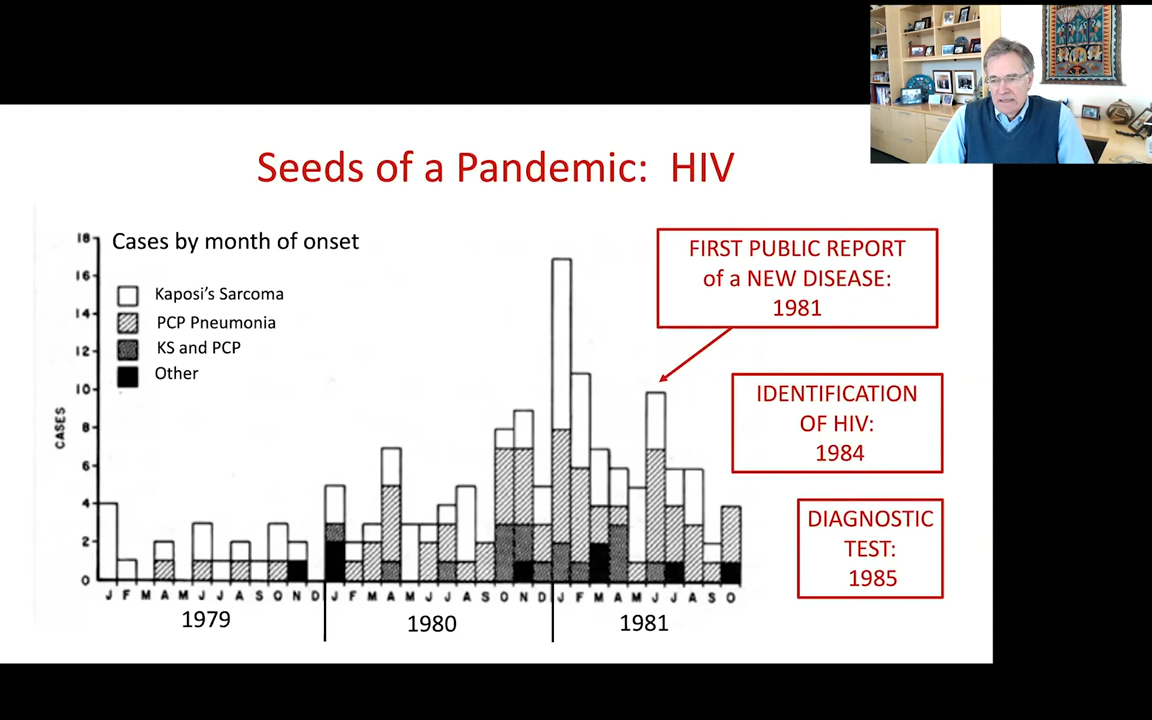 Seeds of a Pandemic: HIV
Cases by month of onset
Kaposi's Sarcoma
PCP Pneumonia
KS and PCP
Other
FIRST PUBLIC REPORT
of a NEW DISEASE:
1981
IDENTIFICATION
OF HIV:
1984
DIAGNOSTIC
TEST:
1985
CASES
18
16
14
12
10
8
6
4
2
0
J F M A M J J A S O N D J F M A M J J A S O N D J F M A M J J A S O
1979 1980 1981